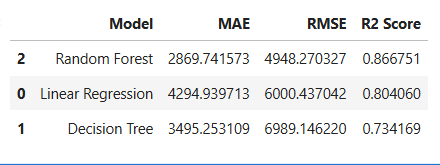 Model MAE RMSE R2 Score
2 Random Forest 2869.741573 4948.270327 0.866751
0 Linear Regression 4294.939713 6000.437042 0.804060
1 Decision Tree 3495.253109 6989.146220 0.734169